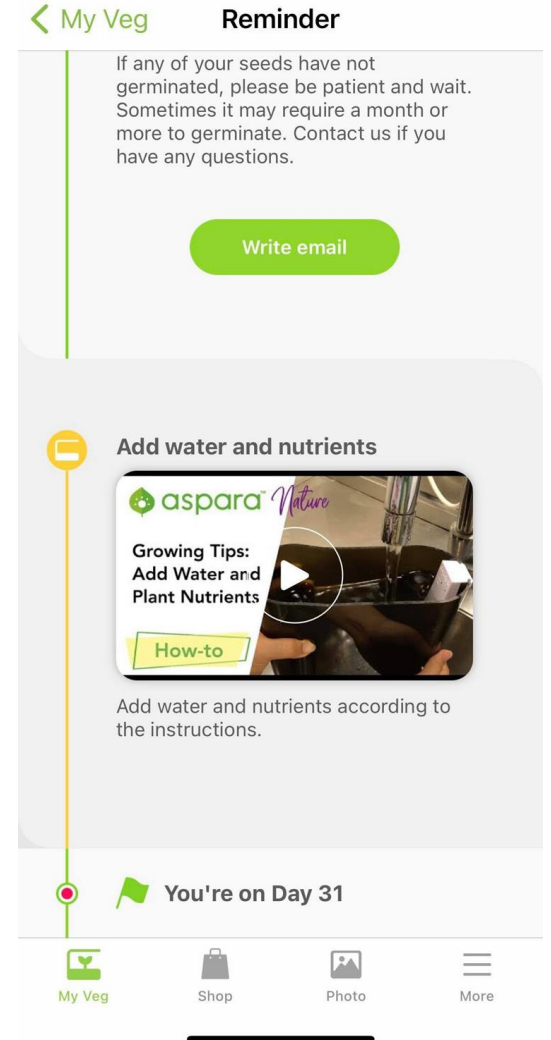 My Veg
Reminder
If any of your seeds have not
germinated, please be patient and wait.
Sometimes it may require a month or
more to germinate. Contact us if you
have any questions.
Write email
Add water and nutrients
aspara™ Nature
Growing Tips:
Add Water and
Plant Nutrients
How-to
Add water and nutrients according to
the instructions.
You're on Day 31
My Veg
Shop
Photo
More